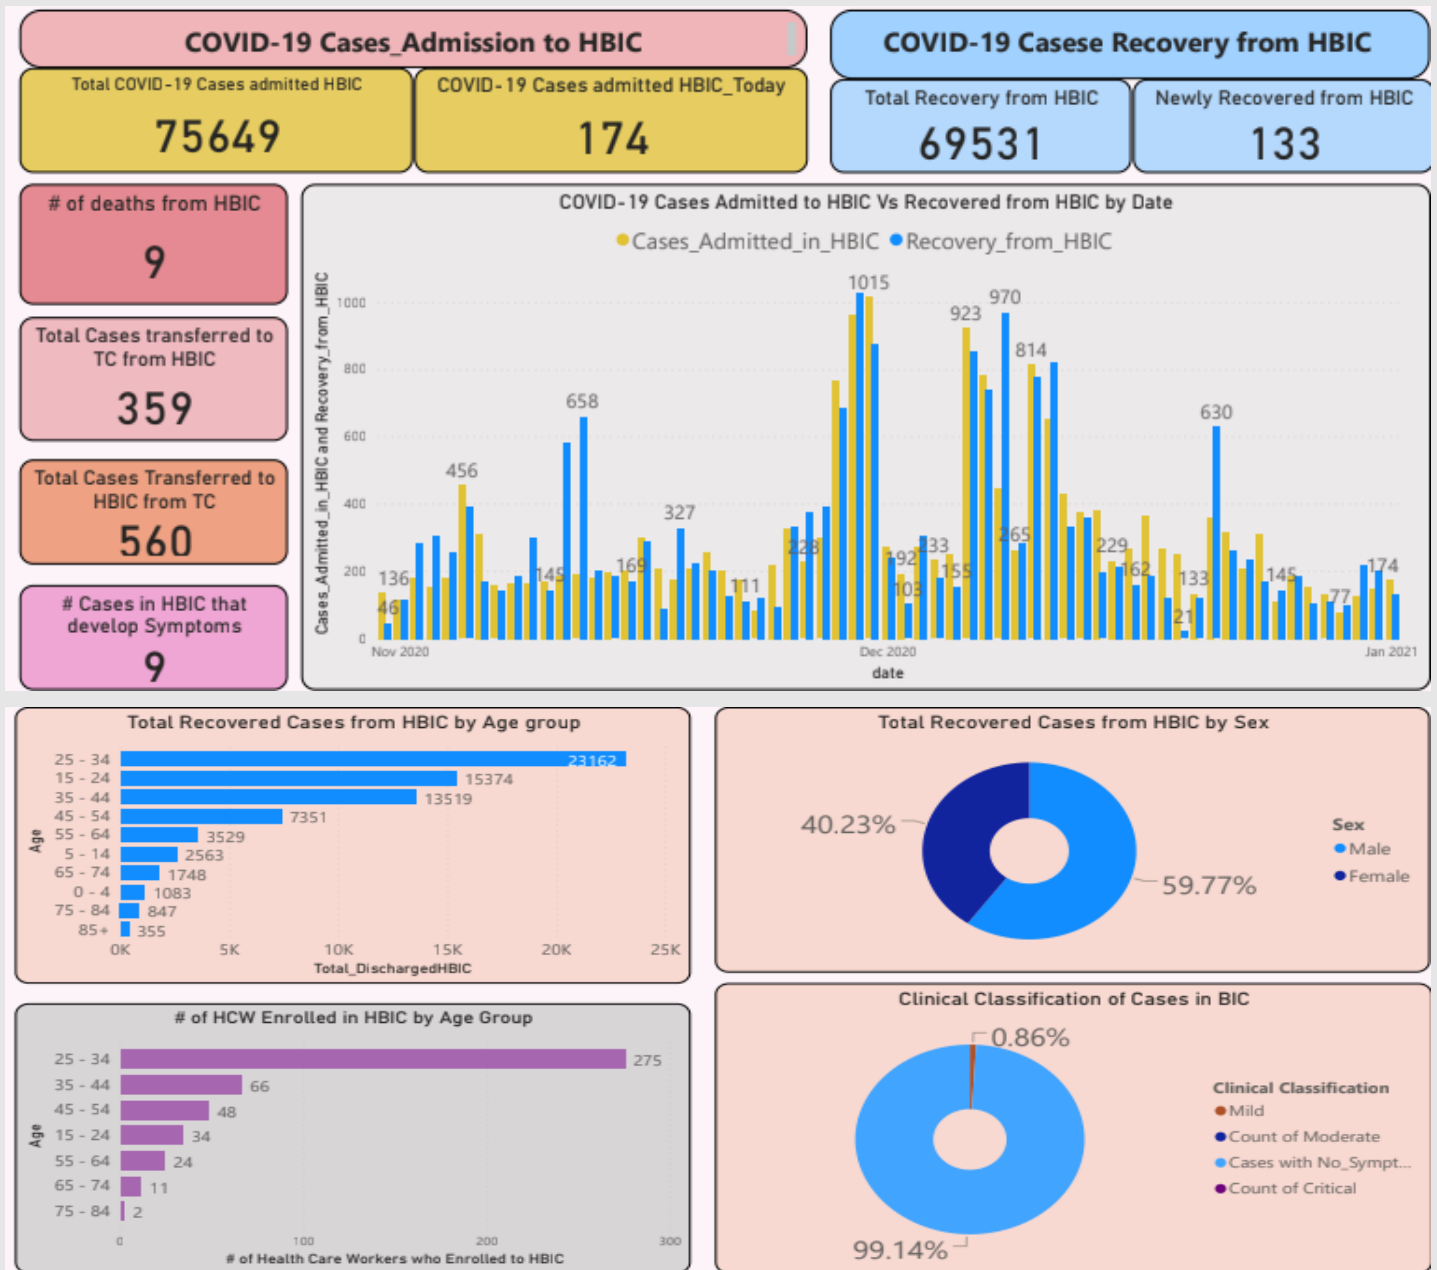 COVID-19 Cases_Admission to HBIC
COVID-19 Casese Recovery from HBIC
Total COVID-19 Cases admitted HBIC
75649
COVID-19 Cases admitted HBIC_Today
174
Total Recovery from HBIC
69531
Newly Recovered from HBIC
133
# of deaths from HBIC
9
Total Cases transferred to
TC from HBIC
359
Total Cases Transferred to
HBIC from TC
560
# Cases in HBIC that
develop Symptoms
9
COVID-19 Cases Admitted to HBIC Vs Recovered from HBIC by Date
Cases_Admitted_in_HBIC Recovery_from_HBIC
Cases_Admitted_in_HBIC and Recovery_from_HBIC
1000
800
600
400
200
0
136
46
456
145
658
169
327
111
228
1015
192
103
233
155
923
970
265
814
229
162
133
21
630
145
77
174
Nov 2020
Dec 2020
Jan 2021
date
Total Recovered Cases from HBIC by Age group
Age
25 - 34 23162
15 - 24 15374
35 - 44 13519
45 - 54 7351
55 - 64 3529
5 - 14 2563
65 - 74 1748
0 - 4 1083
75 - 84 847
85+ 355
0K 5K 10K 15K 20K 25K
Total_DischargedHBIC
Total Recovered Cases from HBIC by Sex
40.23%
59.77%
Sex
Male
Female
# of HCW Enrolled in HBIC by Age Group
Age
25 - 34 275
35 - 44 66
45 - 54 48
15 - 24 34
55 - 64 24
65 - 74 11
75 - 84 2
0 100 200 300
# of Health Care Workers who Enrolled to HBIC
Clinical Classification of Cases in BIC
0.86%
99.14%
Clinical Classification
Mild
Count of Moderate
Cases with No_Sympt...
Count of Critical